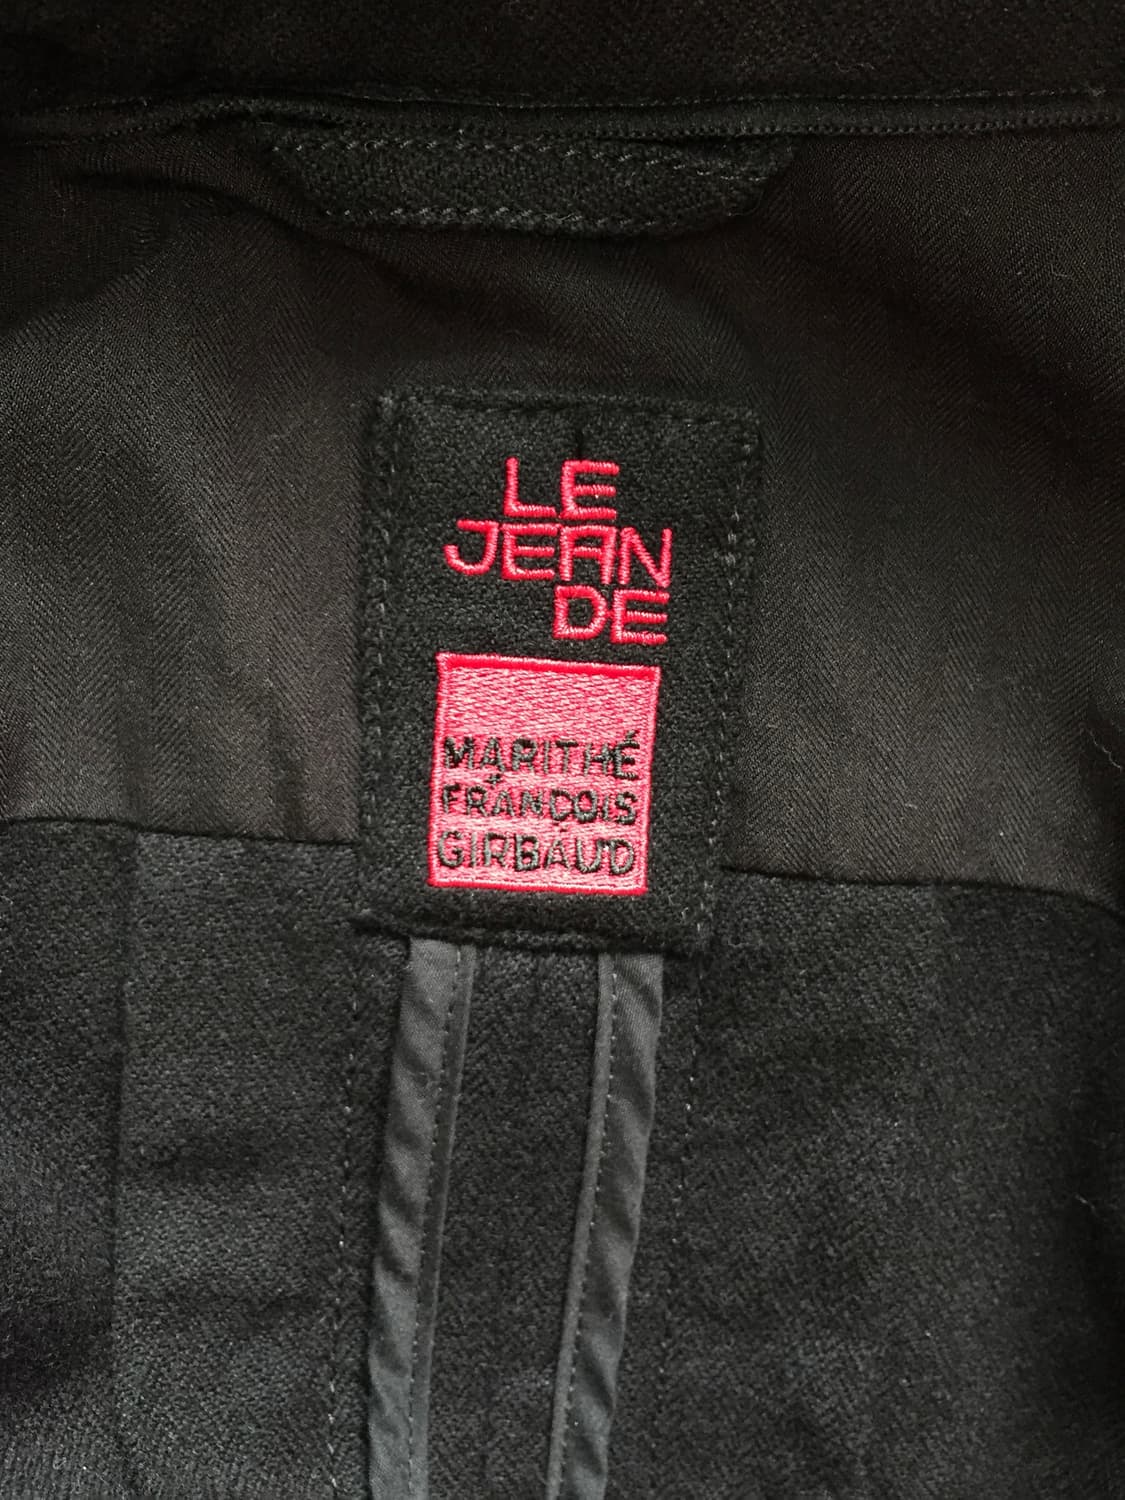 LE
JEAN
DE
MARITHÉ
FRANÇOIS
GIRBAUD